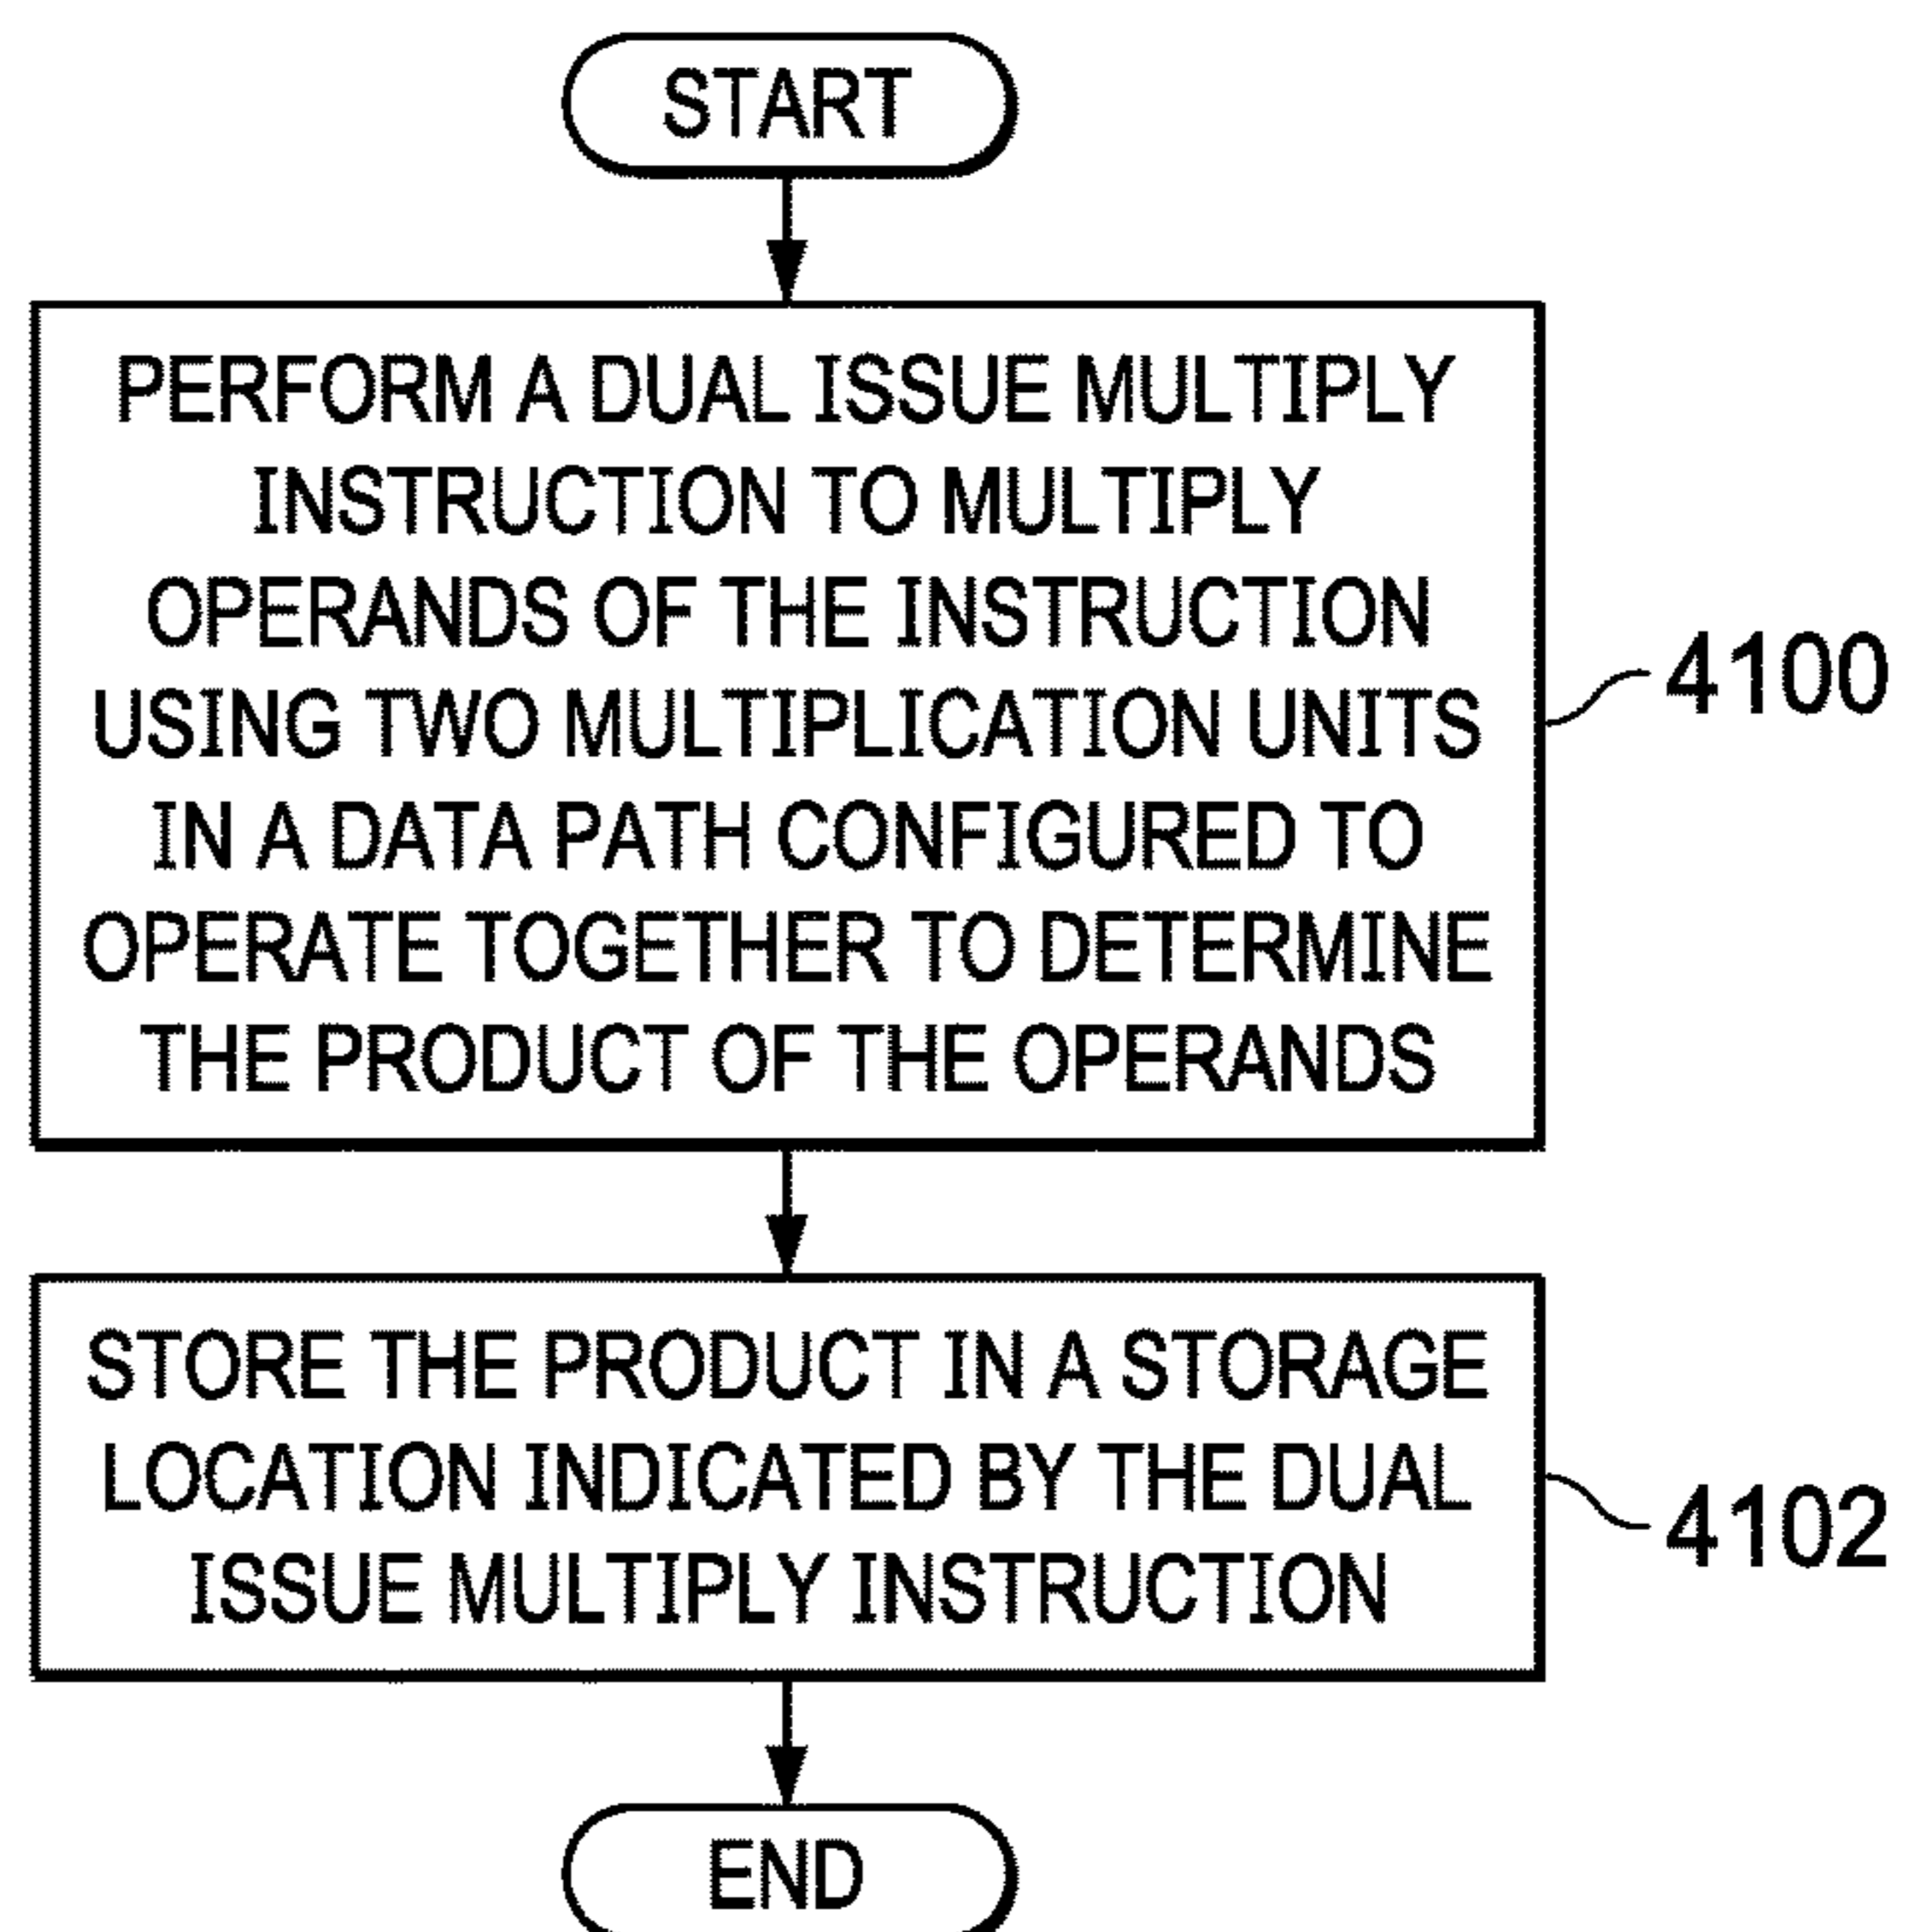 START
PERFORM A DUAL ISSUE MULTIPLY
INSTRUCTION TO MULTIPLY
OPERANDS OF THE INSTRUCTION
USING TWO MULTIPLICATION UNITS
IN A DATA PATH CONFIGURED TO
OPERATE TOGETHER TO DETERMINE
THE PRODUCT OF THE OPERANDS
4100
STORE THE PRODUCT IN A STORAGE
LOCATION INDICATED BY THE DUAL
ISSUE MULTIPLY INSTRUCTION
4102
END